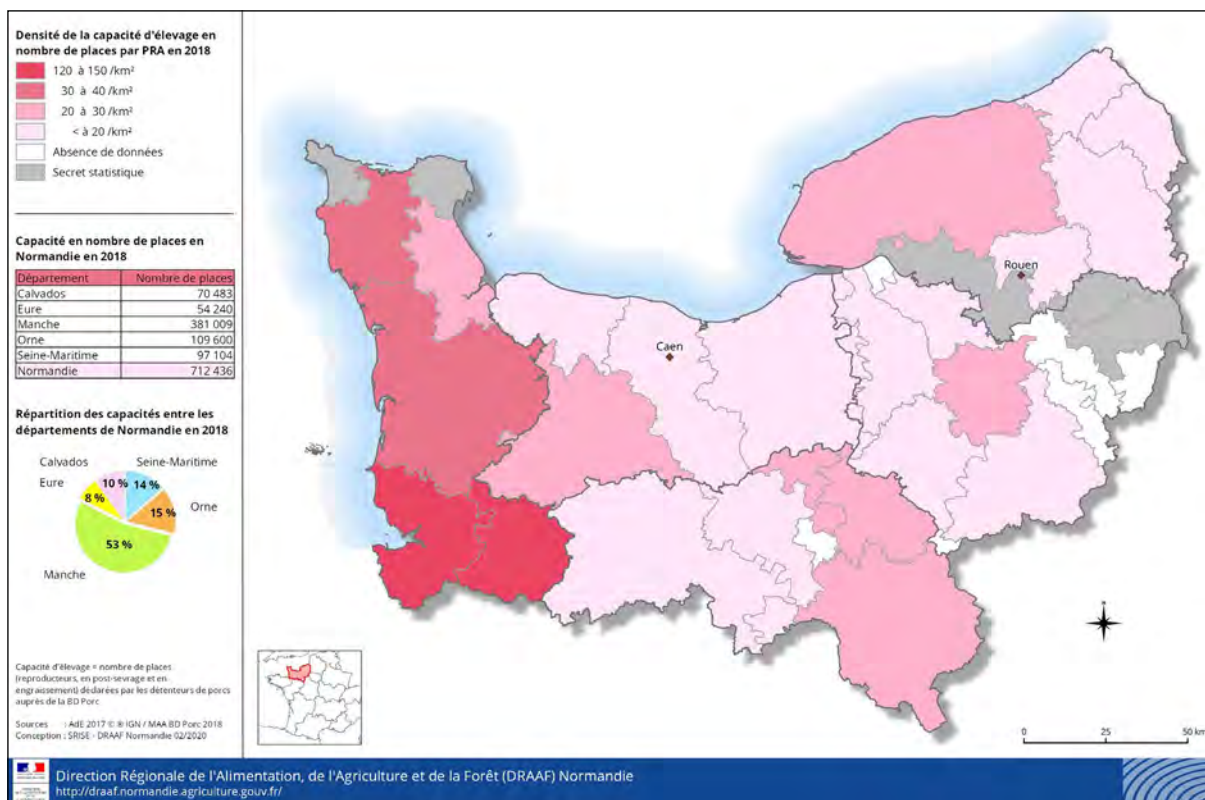 Densité de la capacité d'élevage en
nombre de places par PRA en 2018
120 à 150 /km²
30 à 40 /km²
20 à 30 /km²
< à 20 /km²
Absence de données
Secret statistique
Capacité en nombre de places en
Normandie en 2018
Département Nombre de places
Calvados 70 483
Eure 54 240
Manche 381 009
Orne 109 600
Seine-Maritime 97 104
Normandie 712 436
Répartition des capacités entre les
départements de Normandie en 2018
Calvados Seine-Maritime
Eure 10 % 14 %
8 % 15 % Orne
53 %
Manche
Capacité d'élevage = nombre de places
(reproducteurs, en post-sevrage et en
engraissement) déclarées par les détenteurs de porcs
auprès de la BD Porc
Sources : AdE 2017 © ® IGN / MAA BD Porc 2018
Conception : SRISE - DRAAF Normandie 02/2020
Rouen
Caen
0 25 50 km
Direction Régionale de l'Alimentation, de l'Agriculture et de la Forêt (DRAAF) Normandie
http://draaf.normandie.agriculture.gouv.fr/